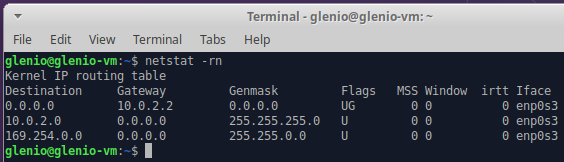 Terminal - glenio@glenio-vm: ~
File Edit View Terminal Tabs Help
glenio@glenio-vm:~$ netstat -rn
Kernel IP routing table
Destination     Gateway         Genmask         Flags   MSS Window  irtt Iface
0.0.0.0         10.0.2.2        0.0.0.0         UG        0 0          0 enp0s3
10.0.2.0        0.0.0.0         255.255.255.0   U         0 0          0 enp0s3
169.254.0.0     0.0.0.0         255.255.0.0     U         0 0          0 enp0s3
glenio@glenio-vm:~$